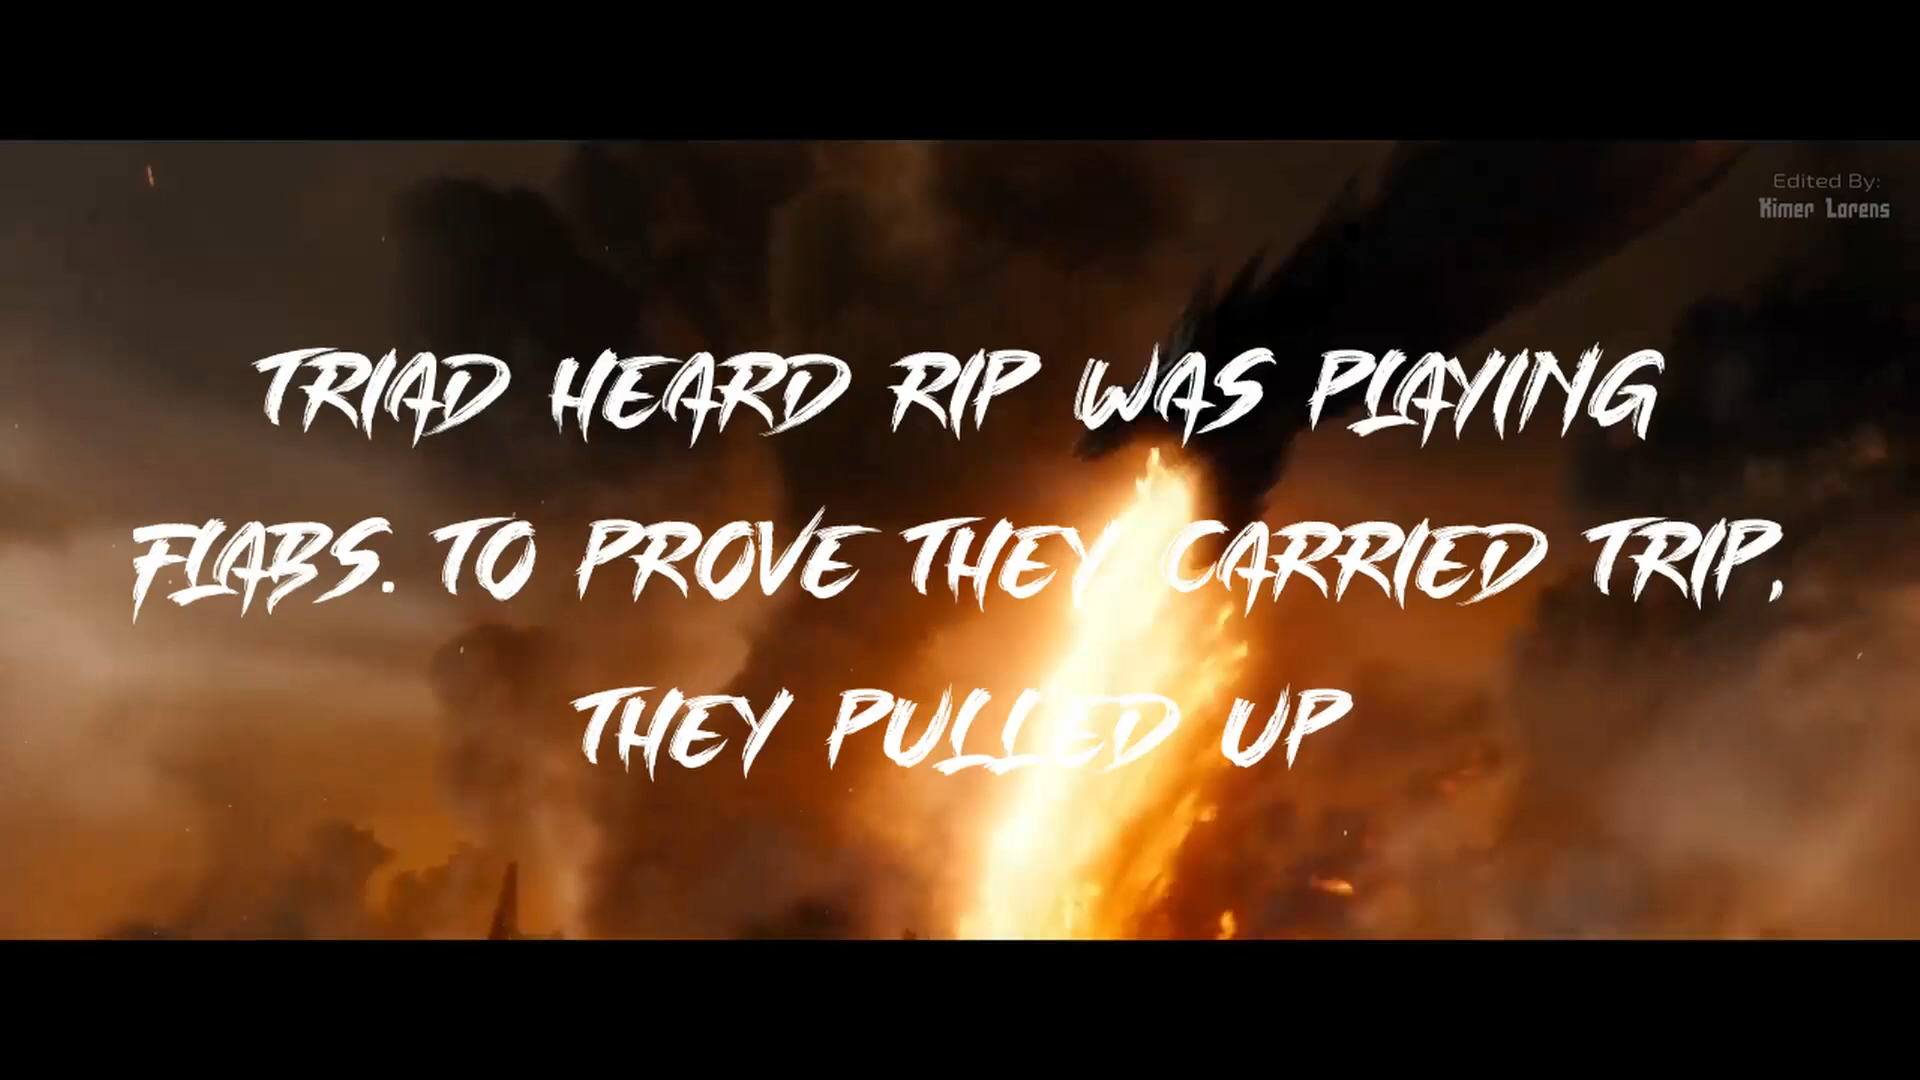 Edited By:
Kimer Lorens
TRIAD HEARD RIP WAS PLAYING
FLABS. TO PROVE THEY CARRIED TRIP,
THEY PULLED UP